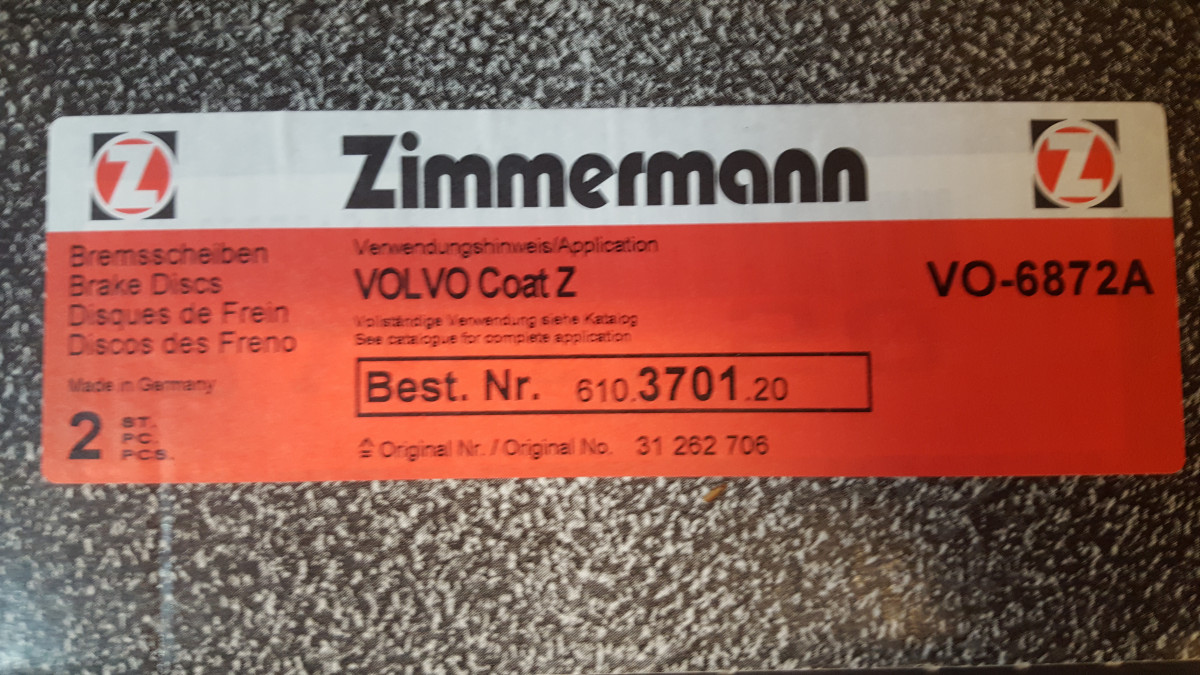 Z Zimmermann Z
Bremsscheiben
Brake Discs
Disques de Frein
Discos des Freno
Made in Germany
2 ST.
PC.
PCS.
Verwendungshinweis/Application
VOLVO Coat Z
Vollständige Verwendung siehe Katalog
See catalogue for complete application
Best. Nr. 610.3701.20
≙ Original Nr. / Original No. 31 262 706
VO-6872A